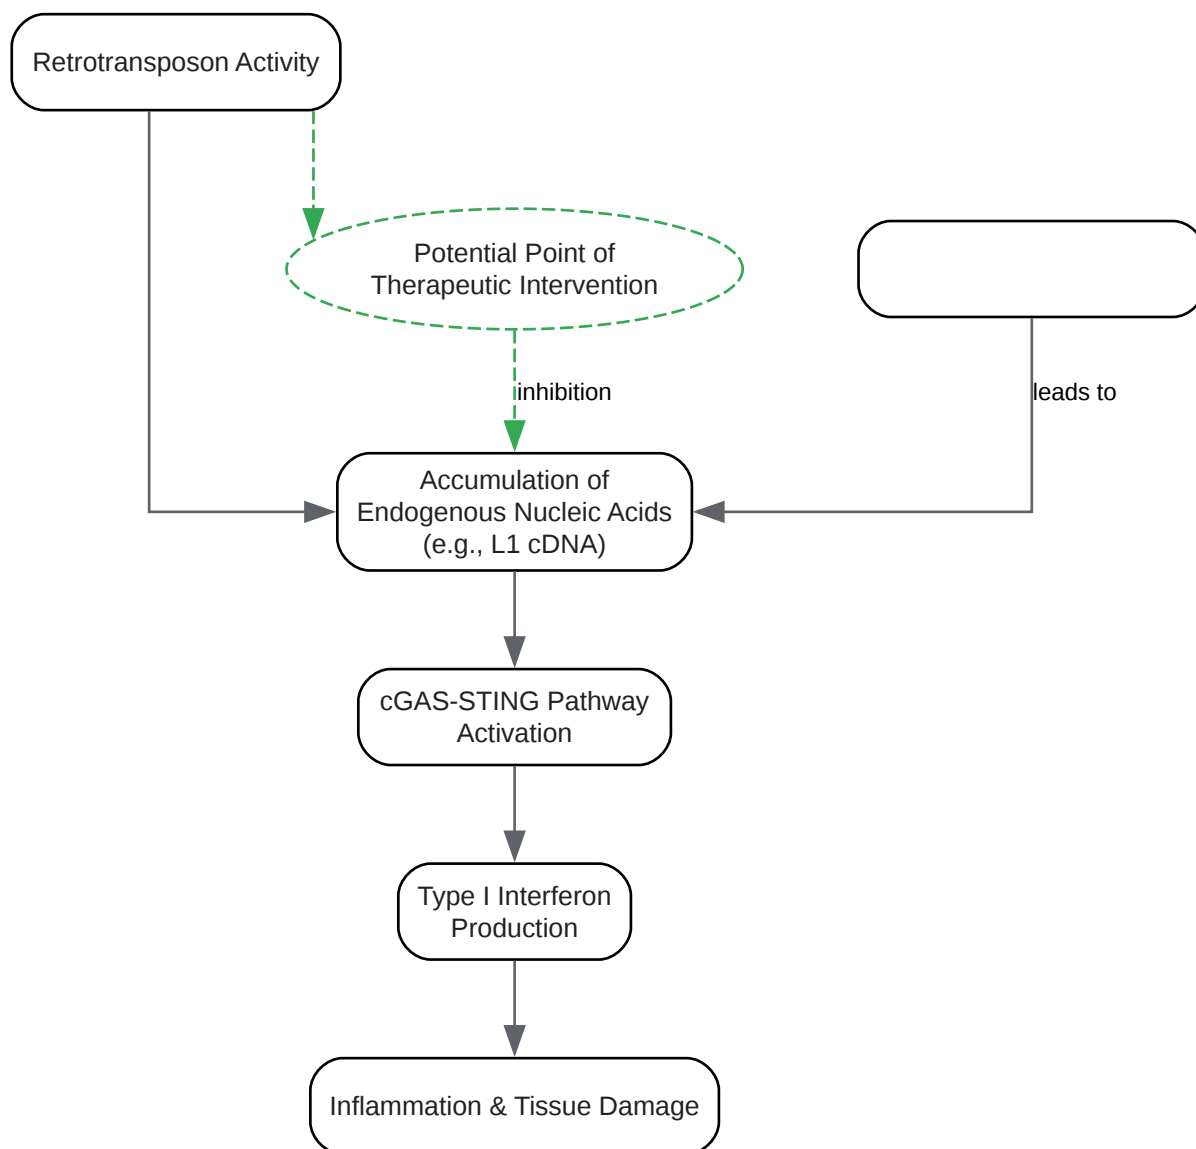 Retrotransposon Activity
Potential Point of
Therapeutic Intervention
inhibition
leads to
Accumulation of
Endogenous Nucleic Acids
(e.g., L1 cDNA)
cGAS-STING Pathway
Activation
Type I Interferon
Production
Inflammation & Tissue Damage